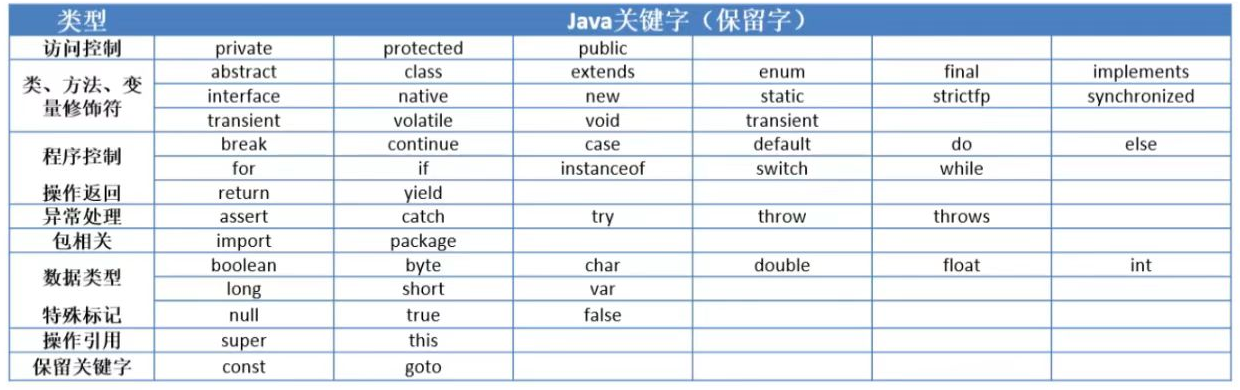 类型 Java关键字（保留字）
访问控制 private protected public
类、方法、变量修饰符 abstract class extends enum final implements
interface native new static strictfp synchronized
transient volatile void transient
程序控制 break continue case default do else
for if instanceof switch while
操作返回 return yield
异常处理 assert catch try throw throws
包相关 import package
数据类型 boolean byte char double float int
long short var
特殊标记 null true false
操作引用 super this
保留关键字 const goto